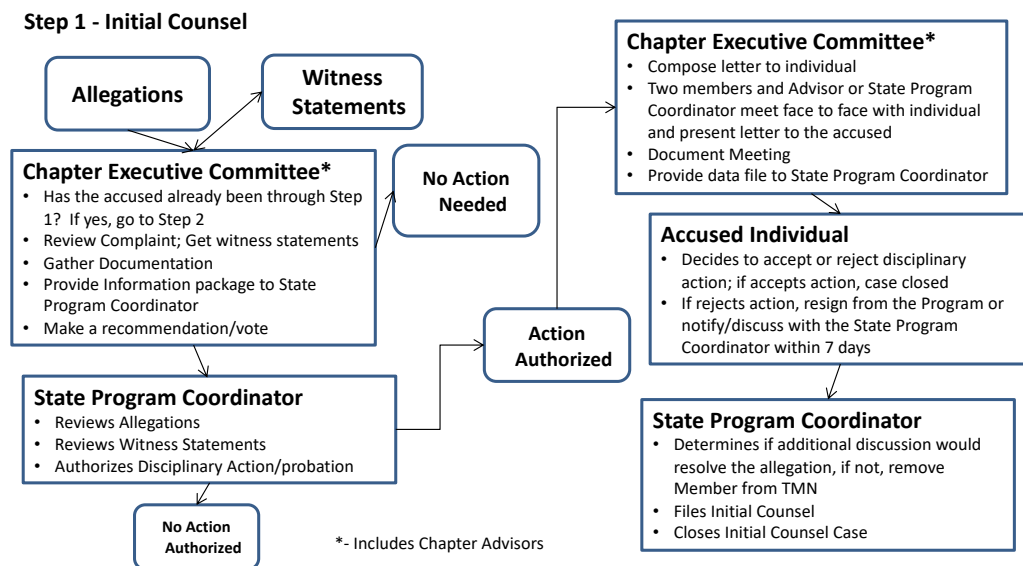 Step 1 - Initial Counsel
Allegations
Witness
Statements
Chapter Executive Committee*
• Has the accused already been through Step
1? If yes, go to Step 2
• Review Complaint; Get witness statements
• Gather Documentation
• Provide Information package to State
Program Coordinator
• Make a recommendation/vote
No Action
Needed
State Program Coordinator
• Reviews Allegations
• Reviews Witness Statements
• Authorizes Disciplinary Action/probation
No Action
Authorized
*- Includes Chapter Advisors
Action
Authorized
Chapter Executive Committee*
• Compose letter to individual
• Two members and Advisor or State Program
Coordinator meet face to face with individual
and present letter to the accused
• Document Meeting
• Provide data file to State Program Coordinator
Accused Individual
• Decides to accept or reject disciplinary
action; if accepts action, case closed
• If rejects action, resign from the Program or
notify/discuss with the State Program
Coordinator within 7 days
State Program Coordinator
• Determines if additional discussion would
resolve the allegation, if not, remove
Member from TMN
• Files Initial Counsel
• Closes Initial Counsel Case